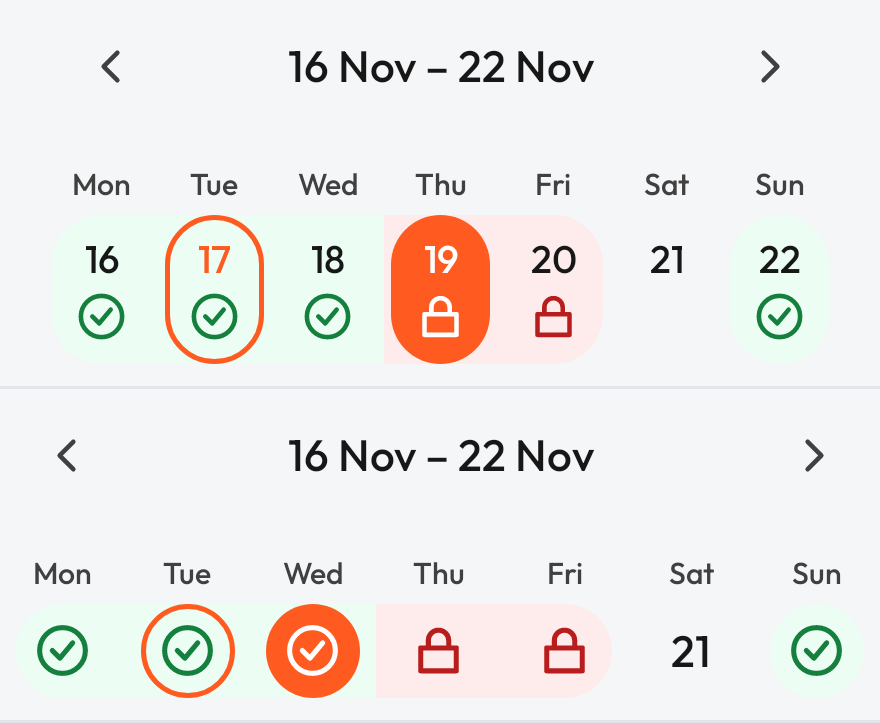 16 Nov – 22 Nov
Mon Tue Wed Thu Fri Sat Sun
16 17 18 19 20 21 22
16 Nov – 22 Nov
Mon Tue Wed Thu Fri Sat Sun
21